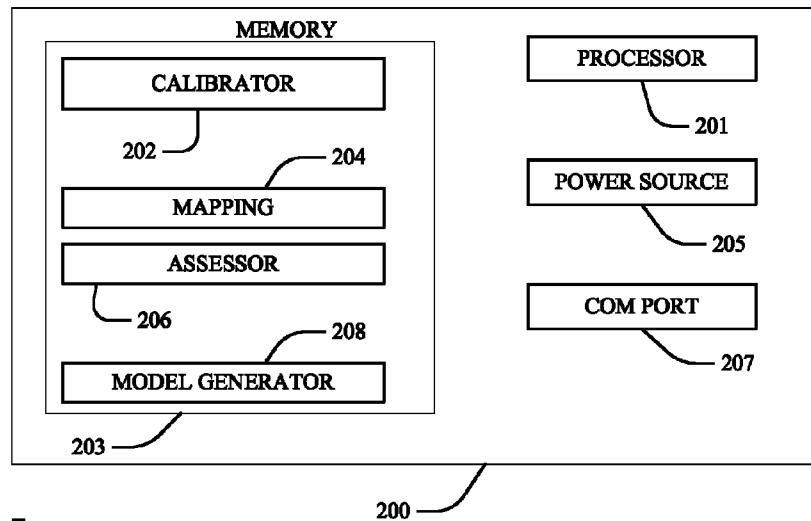 MEMORY
CALIBRATOR
202
204
MAPPING
ASSESSOR
206
208
MODEL GENERATOR
203
PROCESSOR
201
POWER SOURCE
205
COM PORT
207
200